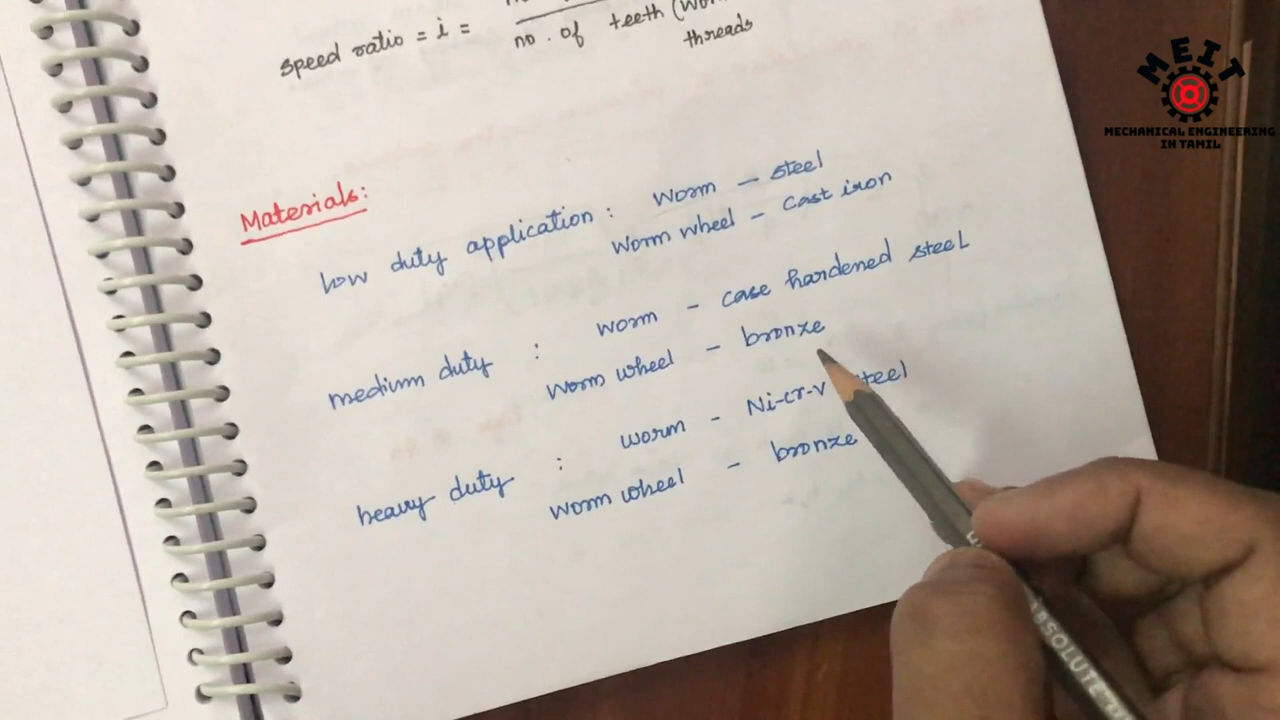 speed ratio = i =
no. of teeth
threads
Materials:
low duty application : worm — steel
worm wheel - cast iron
medium duty : worm - case hardened steel
worm wheel - bronze
heavy duty : worm - Ni-cr-v steel
worm wheel - bronze
MEIT
MECHANICAL ENGINEERING
IN TAMIL